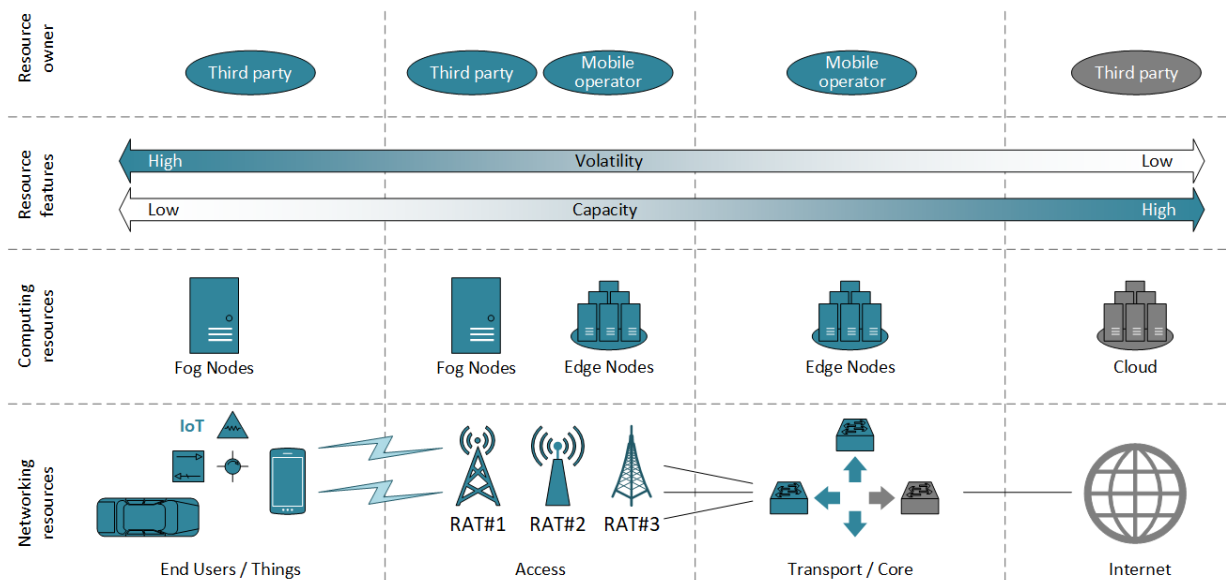 Resource
owner
Third party
Third party
Mobile
operator
Mobile
operator
Third party
Resource
features
High
Volatility
Low
Low
Capacity
High
Computing
resources
Fog Nodes
Fog Nodes
Edge Nodes
Edge Nodes
Cloud
Networking
resources
IoT
RAT#1
RAT#2
RAT#3
End Users / Things
Access
Transport / Core
Internet